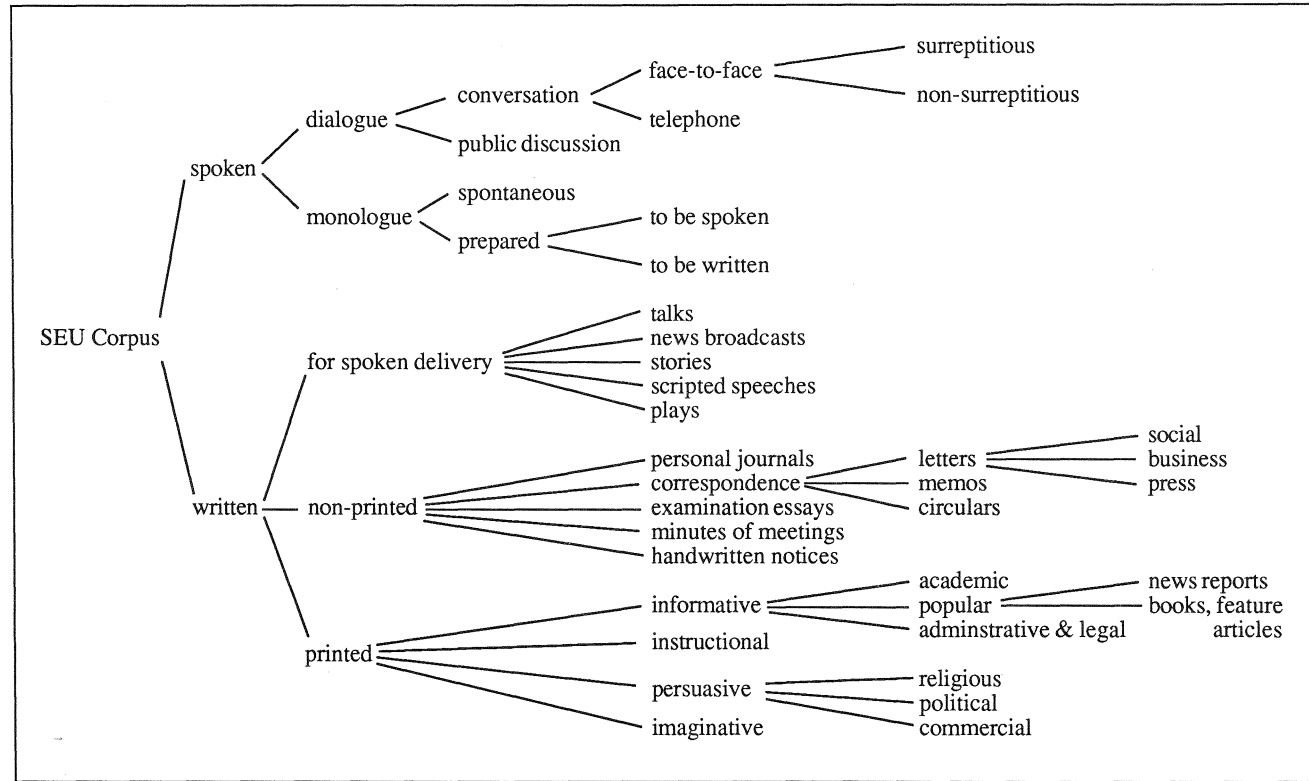 surreptitious
face-to-face
conversation
non-surreptitious
dialogue
telephone
public discussion
spoken
spontaneous
monologue
to be spoken
prepared
to be written
SEU Corpus
talks
news broadcasts
for spoken delivery
stories
scripted speeches
plays
social
personal journals
letters
business
correspondence
memos
press
written
non-printed
examination essays
circulars
minutes of meetings
handwritten notices
academic
news reports
informative
popular
books, feature
adminstrative & legal
articles
instructional
printed
religious
persuasive
political
imaginative
commercial